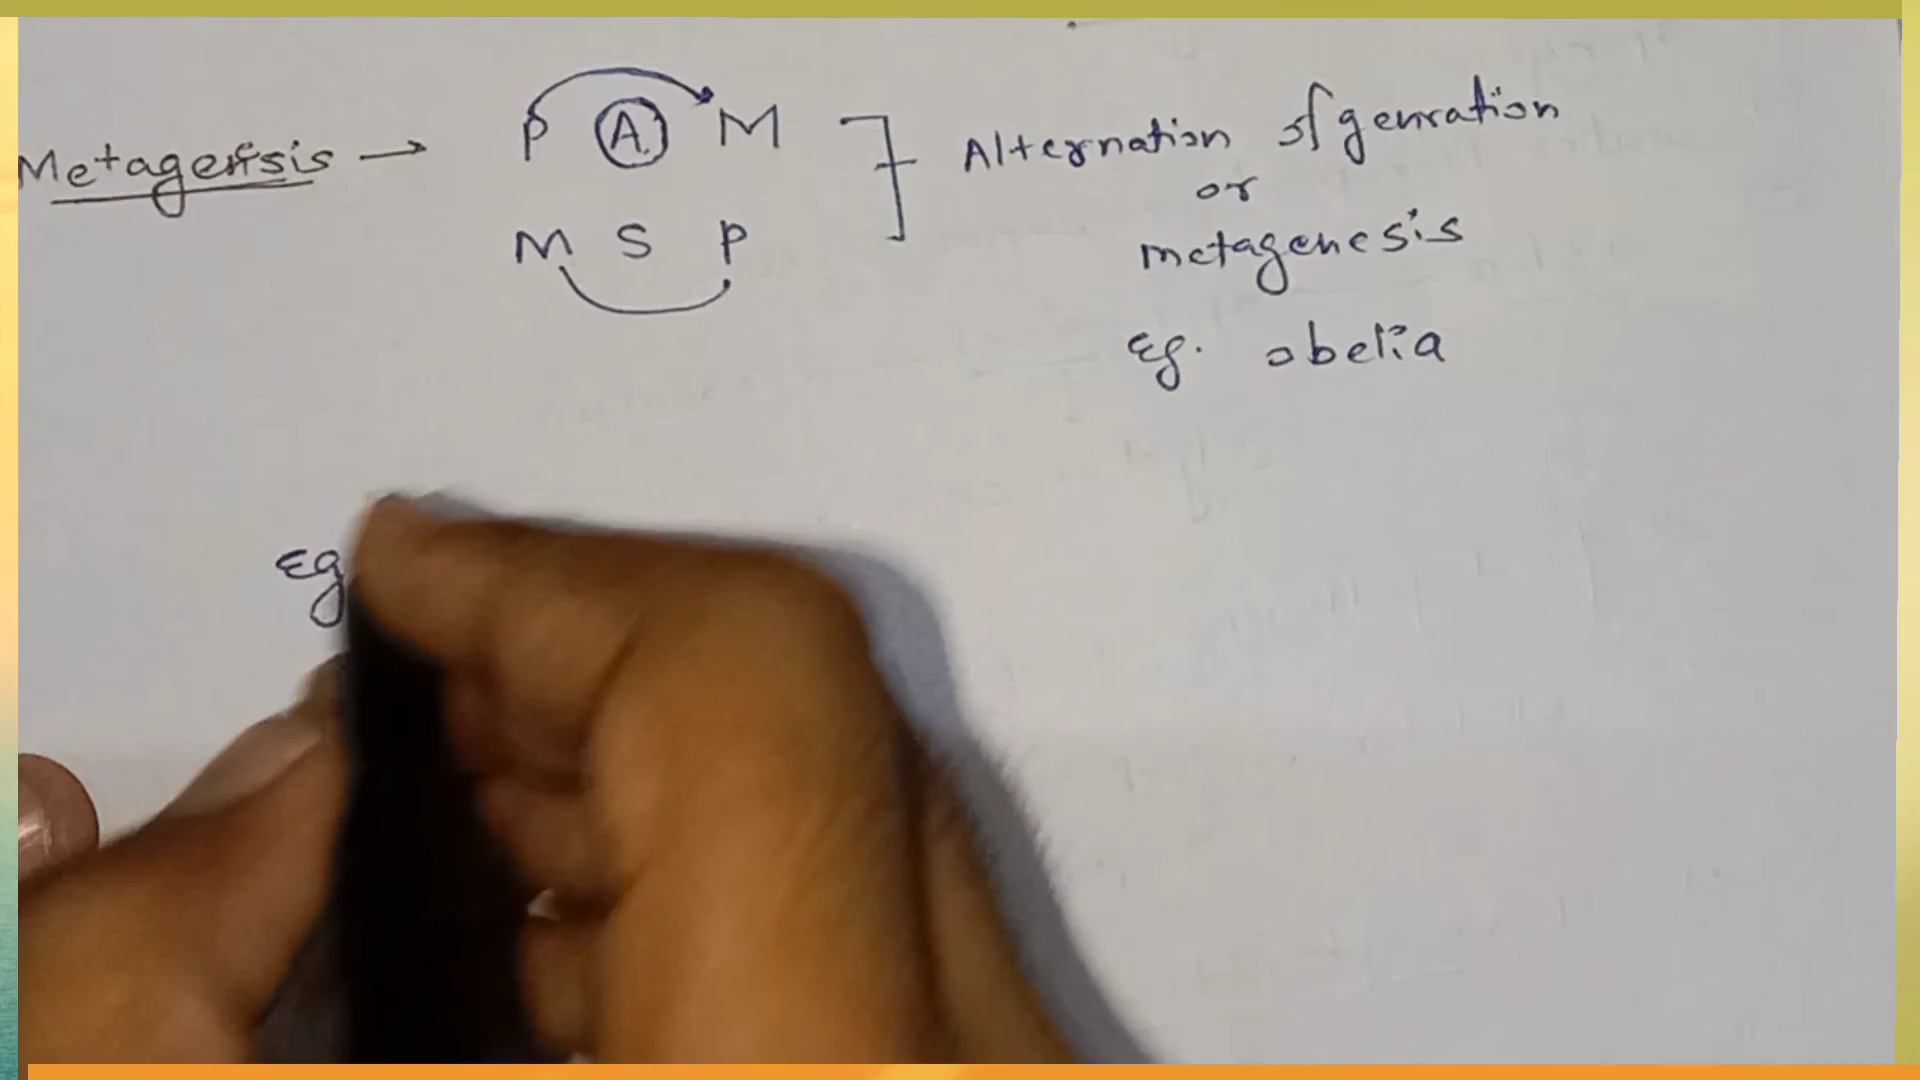 Metagensis → P A M ] Alternation of genration
or
M S P metagenesis
Eg. obelia
Eg